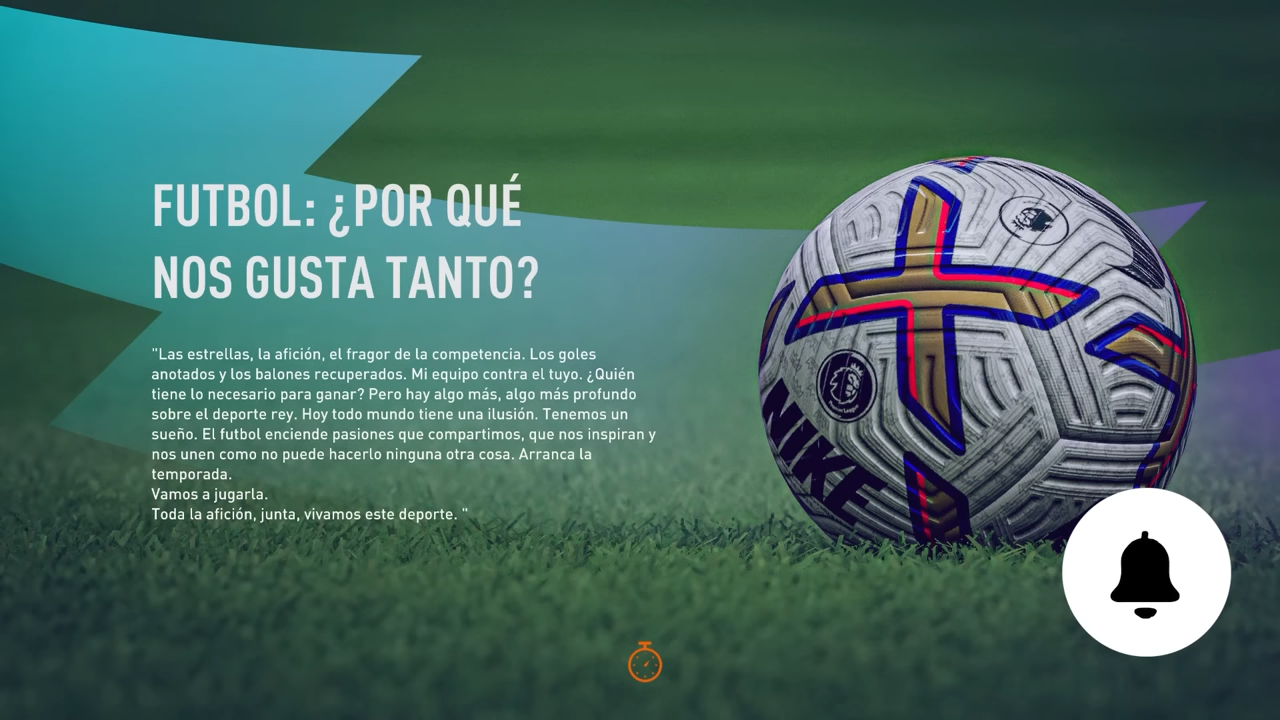 FUTBOL: ¿POR QUÉ
NOS GUSTA TANTO?
"Las estrellas, la afición, el fragor de la competencia. Los goles
anotados y los balones recuperados. Mi equipo contra el tuyo. ¿Quién
tiene lo necesario para ganar? Pero hay algo más, algo más profundo
sobre el deporte rey. Hoy todo mundo tiene una ilusión. Tenemos un
sueño. El futbol enciende pasiones que compartimos, que nos inspiran y
nos unen como no puede hacerlo ninguna otra cosa. Arranca la
temporada.
Vamos a jugarla.
Toda la afición, junta, vivamos este deporte. "
Premier League
NIKE